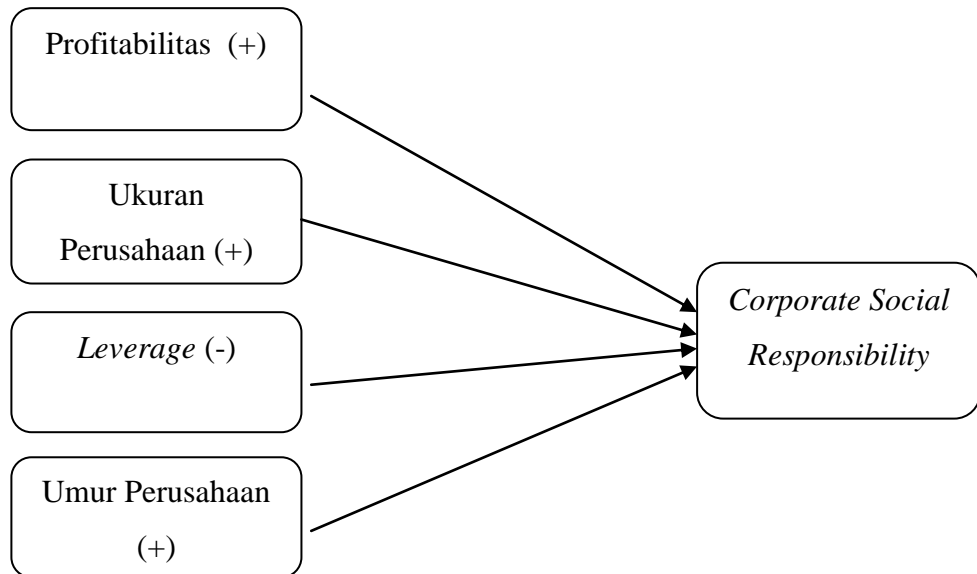 Profitabilitas (+)
Ukuran
Perusahaan (+)
Leverage (-)
Umur Perusahaan
(+)
Corporate Social
Responsibility